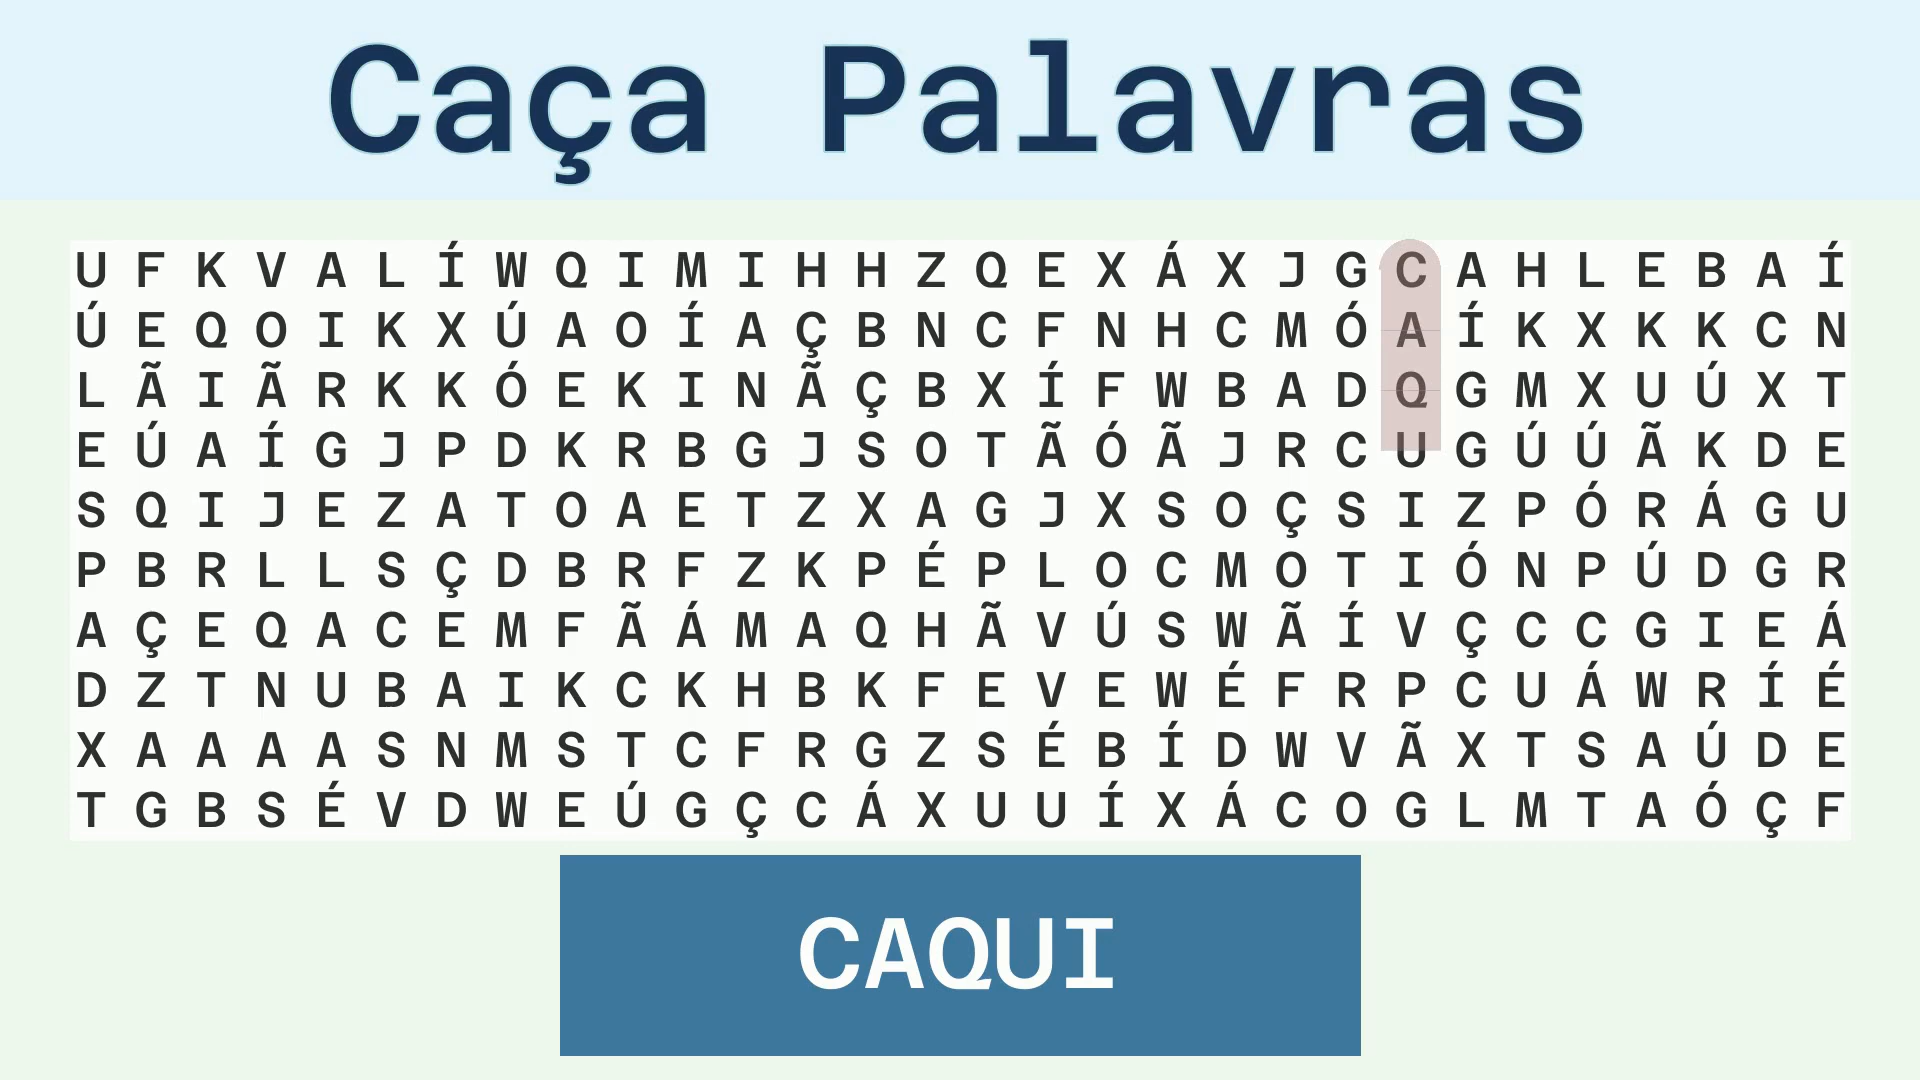 Caça Palavras
U F K V A L Í W Q I M I H H Z Q E X Á X J G C A H L E B A Í
Ú E Q O I K X Ú A O Í A Ç B N C F N H C M Ó A Í K X K K C N
L Ã I Ã R K K Ó E K I N Ã Ç B X Í F W B A D Q G M X U Ú X T
E Ú A Í G J P D K R B G J S O T Ã Ó Ã J R C U G Ú Ú Ã K D E
S Q I J E Z A T O A E T Z X A G J X S O Ç S I Z P Ó R Á G U
P B R L L S Ç D B R F Z K P É P L O C M O T I Ó N P Ú D G R
A Ç E Q A C E M F Ã Á M A Q H Ã V Ú S W Ã Í V Ç C C G I E Á
D Z T N U B A I K C K H B K F E V E W É F R P C U Á W R Í É
X A A A A S N M S T C F R G Z S É B Í D W V Ã X T S A Ú D E
T G B S É V D W E Ú G Ç C Á X U U Í X Á C O G L M T A Ó Ç F
CAQUI